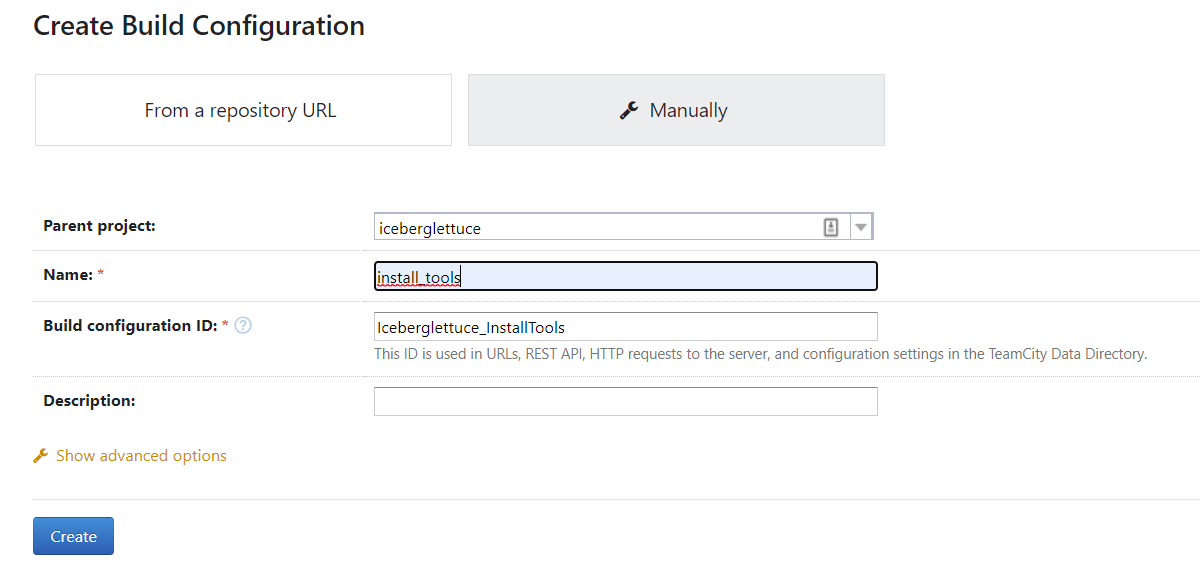 Create Build Configuration
From a repository URL
Manually
Parent project: iceberglettuce
Name: * install_tools
Build configuration ID: * ? Iceberglettuce_InstallTools
This ID is used in URLs, REST API, HTTP requests to the server, and configuration settings in the TeamCity Data Directory.
Description:
Show advanced options
Create